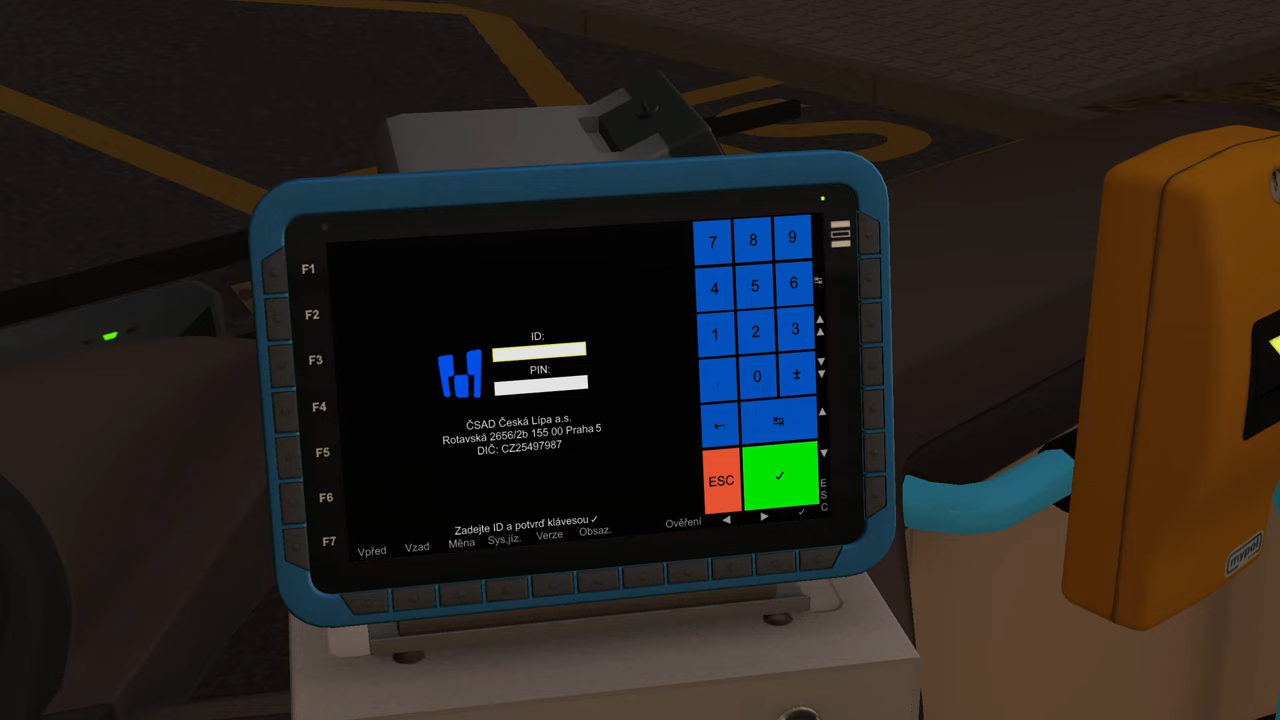 F1
F2
F3
F4
F5
F6
F7
ID:
PIN:
ČSAD Česká Lípa a.s.
Rotavská 2656/2b 155 00 Praha 5
DIČ: CZ25497987
Zadejte ID a potvrď klávesou ✓
Vpřed Vzad Měna Sys.jíz. Verze Obsaz. Ověření ◀ ▶ ✓
7 8 9
4 5 6
1 2 3
. 0 ±
← ↹
ESC ✓
ESC
mypol